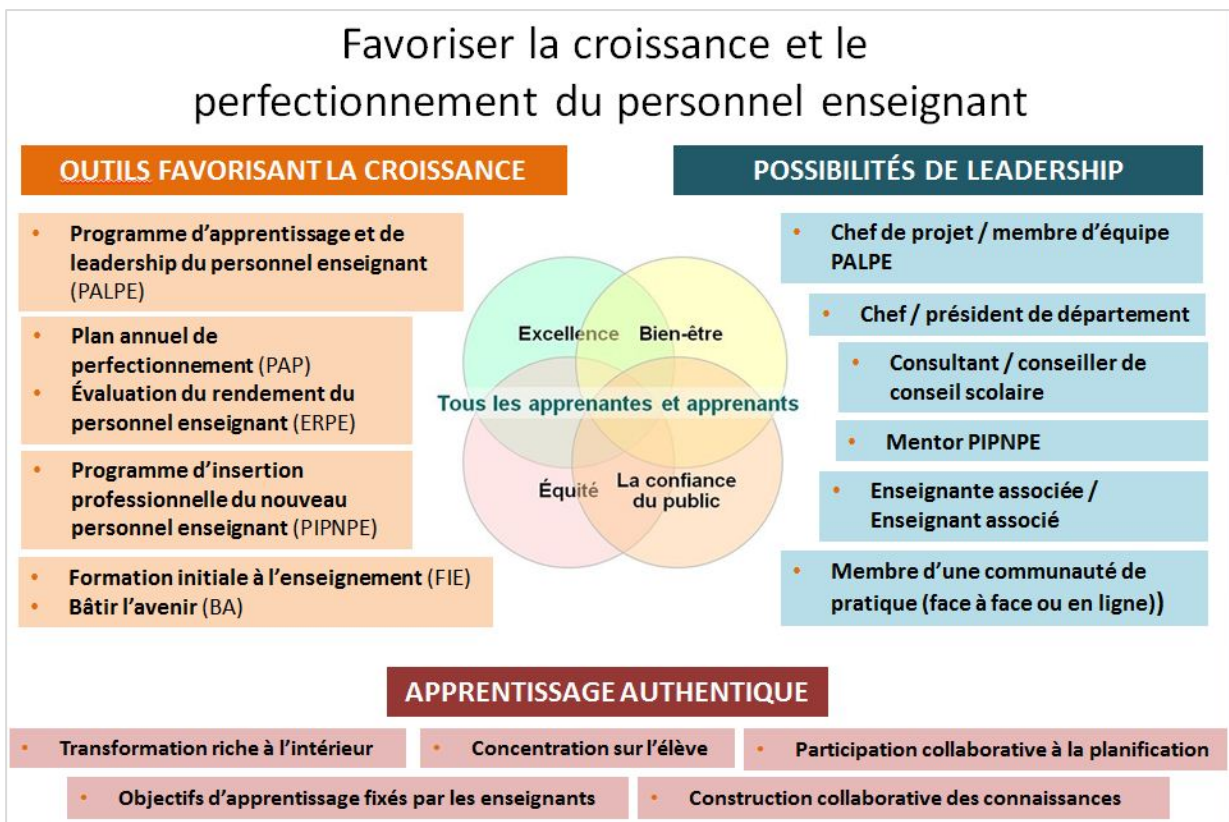 Favoriser la croissance et le
perfectionnement du personnel enseignant
OUTILS FAVORISANT LA CROISSANCE
• Programme d'apprentissage et de
leadership du personnel enseignant
(PALPE)
• Plan annuel de
perfectionnement (PAP)
• Évaluation du rendement du
personnel enseignant (ERPE)
• Programme d'insertion
professionnelle du nouveau
personnel enseignant (PIPNPE)
• Formation initiale à l'enseignement (FIE)
• Bâtir l'avenir (BA)
Excellence
Bien-être
Tous les apprenantes et apprenants
Équité
La confiance
du public
POSSIBILITÉS DE LEADERSHIP
• Chef de projet / membre d'équipe
PALPE
• Chef / président de département
• Consultant / conseiller de
conseil scolaire
• Mentor PIPNPE
• Enseignante associée /
Enseignant associé
• Membre d'une communauté de
pratique (face à face ou en ligne))
APPRENTISSAGE AUTHENTIQUE
• Transformation riche à l'intérieur
• Concentration sur l'élève
• Participation collaborative à la planification
• Objectifs d'apprentissage fixés par les enseignants
• Construction collaborative des connaissances